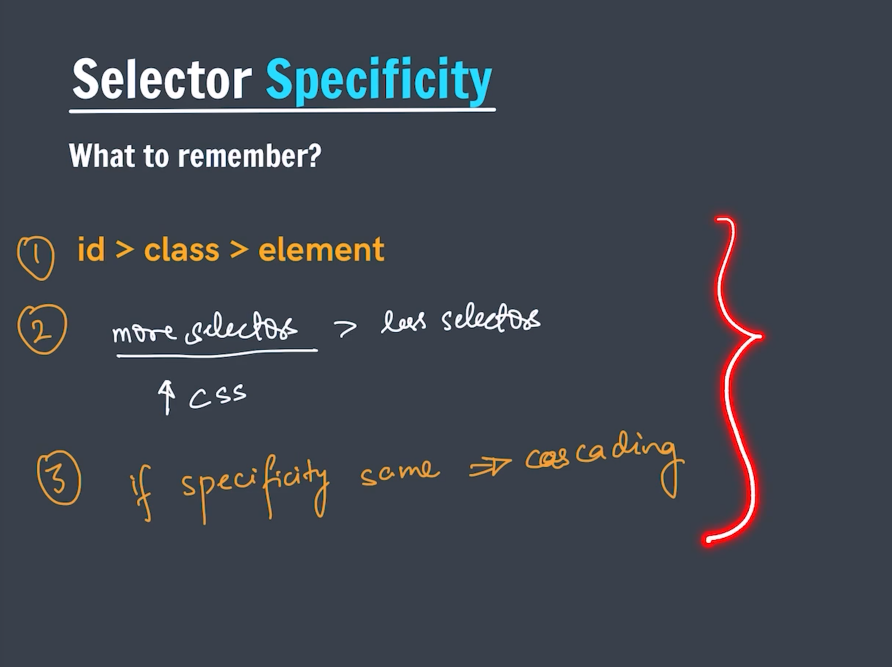 Selector Specificity
What to remember?
1 id > class > element
2 more selectors > less selectors
↑ CSS
3 if specificity same ⇒ cascading